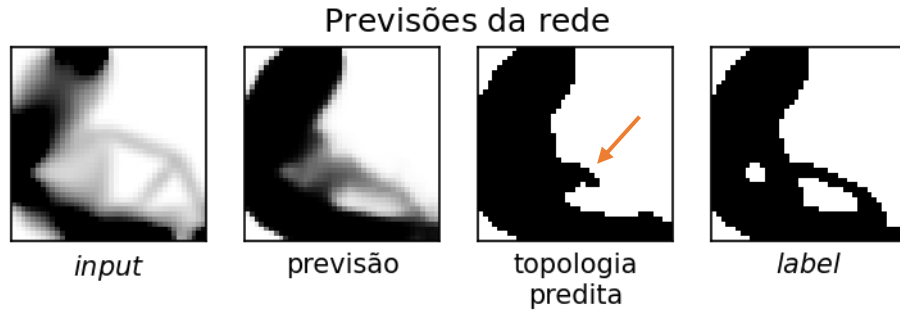 Previsões da rede
input
previsão
topologia
predita
label